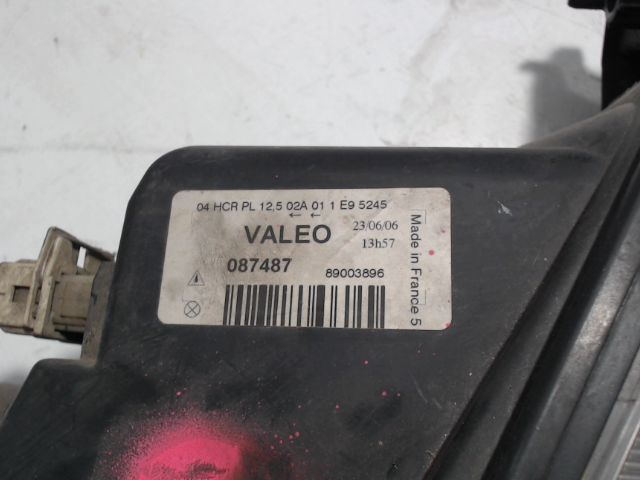 04 HCR PL 12,5 02A 01 1 E9 5245
← ←
VALEO
23/06/06
13h57
087487
89003896
Made in France 5